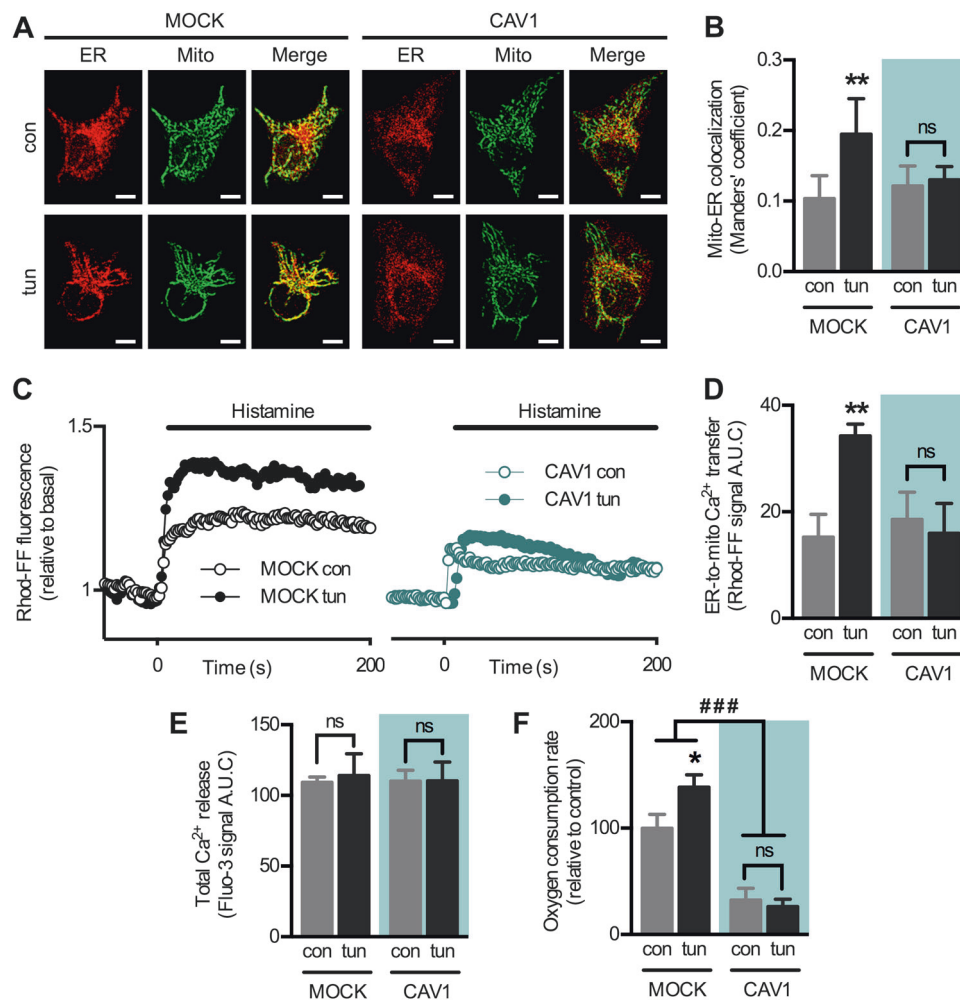 A
MOCK
CAV1
ER Mito Merge ER Mito Merge
con
tun
B
Mito-ER colocalization
(Manders' coefficient)
0.3
0.2
0.1
0.0
**
ns
con tun con tun
MOCK CAV1
C
Rhod-FF fluorescence
(relative to basal)
1.5
1
Histamine
MOCK con
MOCK tun
0 Time (s) 200
Histamine
CAV1 con
CAV1 tun
0 Time (s) 200
D
ER-to-mito Ca²⁺ transfer
(Rhod-FF signal A.U.C)
40
20
0
**
ns
con tun con tun
MOCK CAV1
E
Total Ca²⁺ release
(Fluo-3 signal A.U.C)
150
100
50
0
ns
ns
con tun con tun
MOCK CAV1
F
Oxygen consumption rate
(relative to control)
200
100
0
###
*
ns
con tun con tun
MOCK CAV1